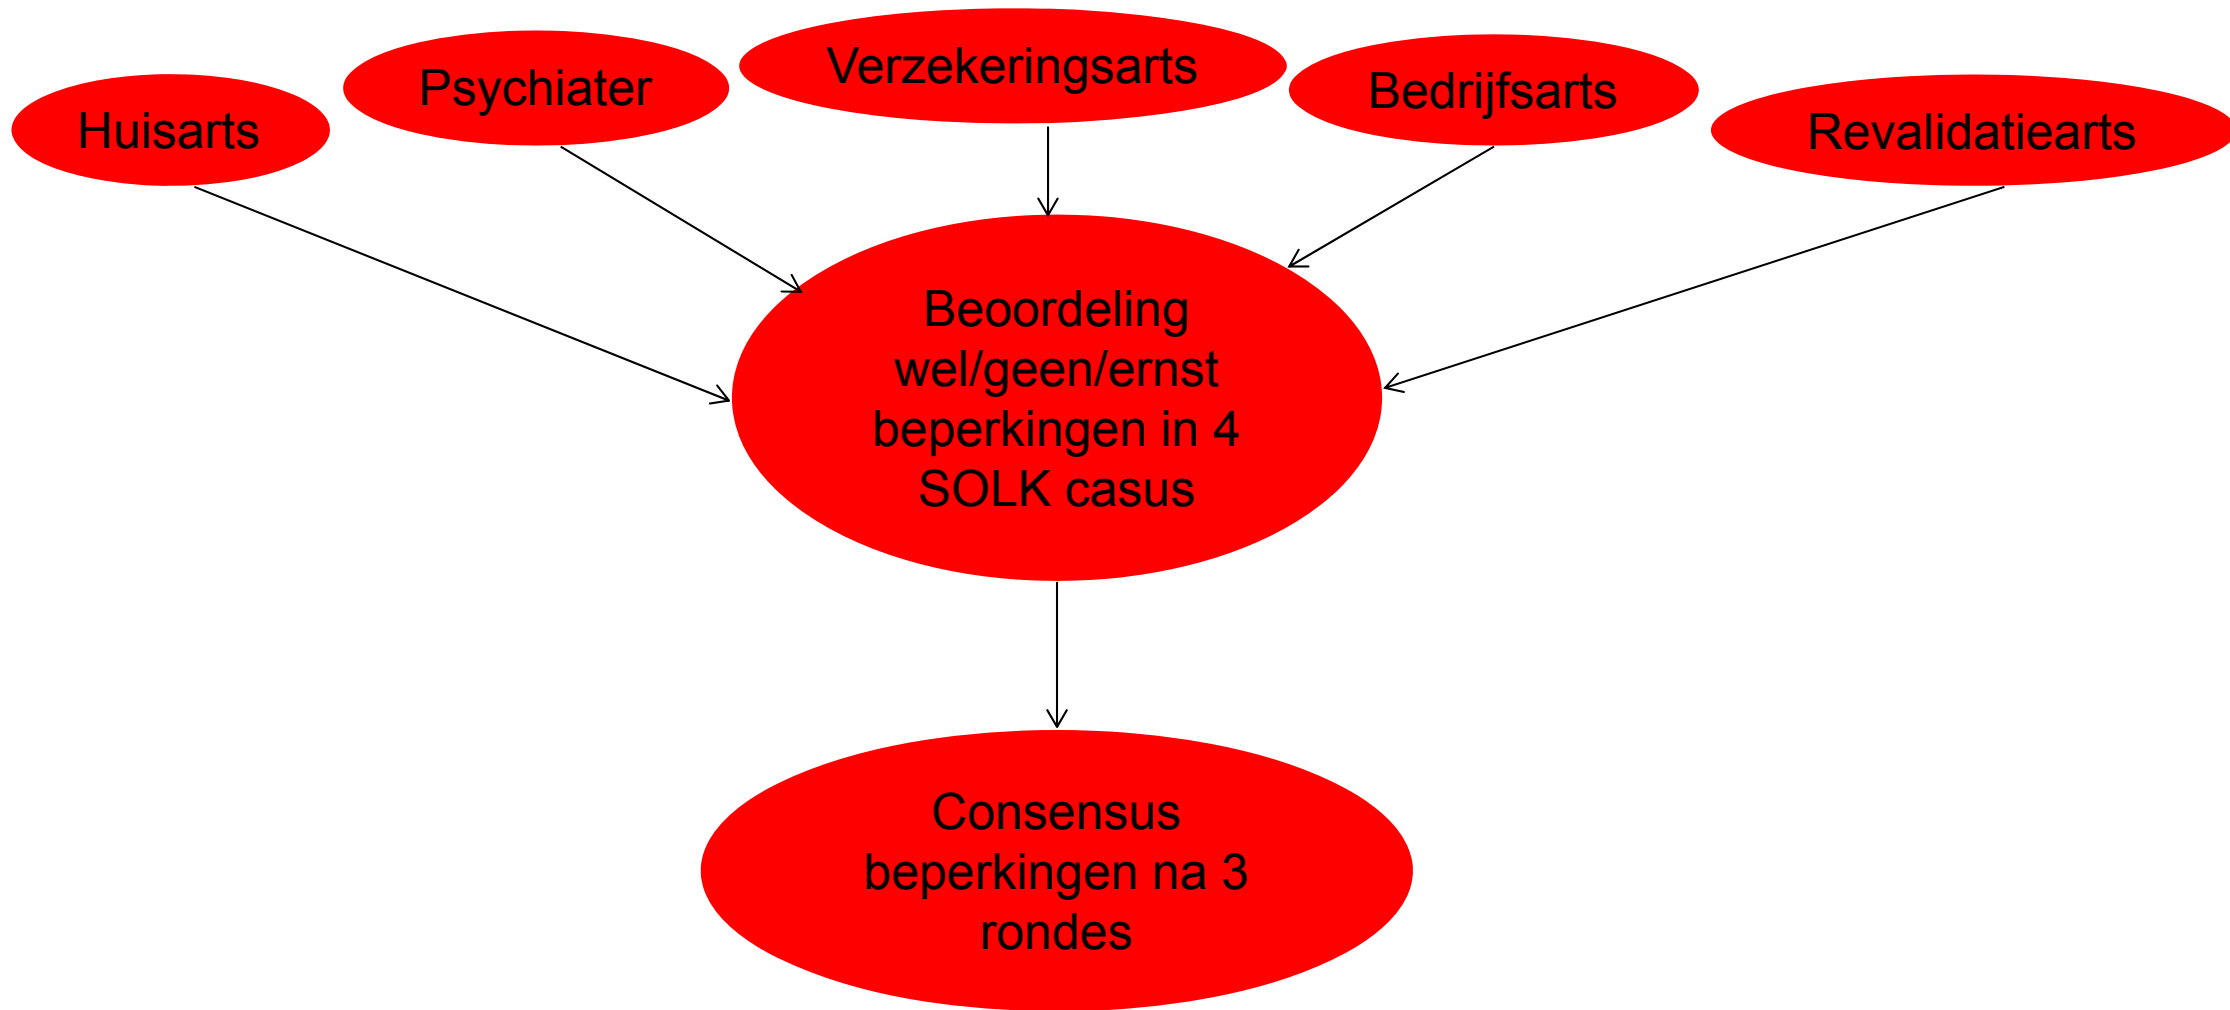 Huisarts
Psychiater
Verzekeringsarts
Bedrijfsarts
Revalidatiearts
Beoordeling
wel/geen/ernst
beperkingen in 4
SOLK casus
Consensus
beperkingen na 3
rondes